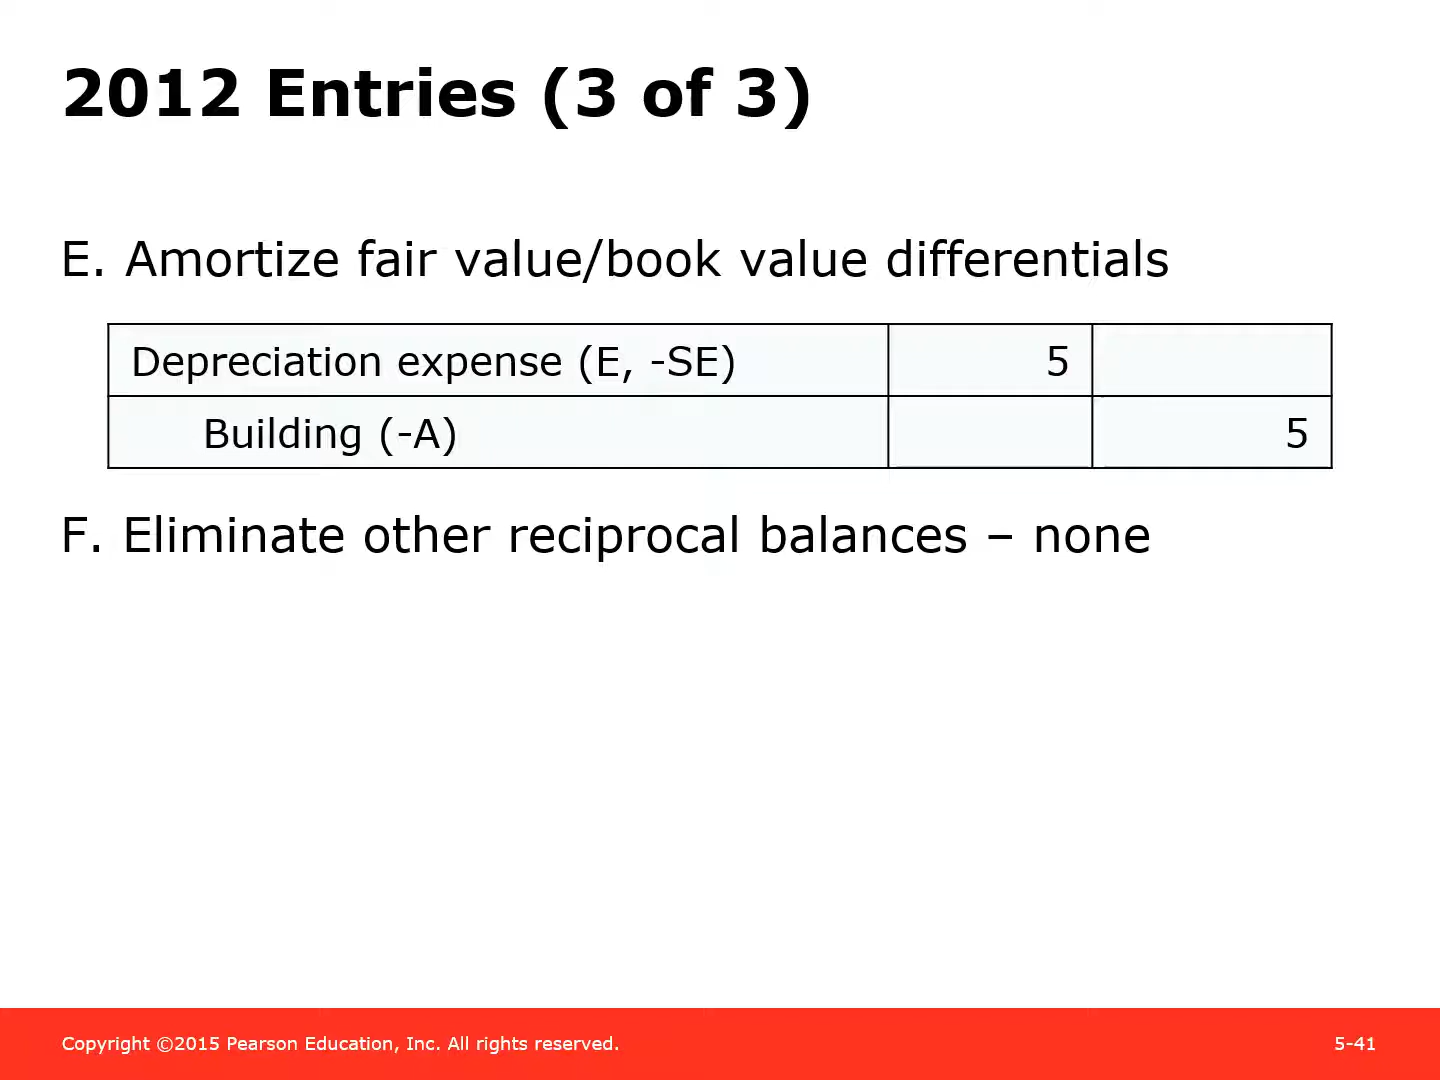 2012 Entries (3 of 3)
E. Amortize fair value/book value differentials
Depreciation expense (E, -SE) 5
Building (-A) 5
F. Eliminate other reciprocal balances – none
Copyright ©2015 Pearson Education, Inc. All rights reserved. 5-41